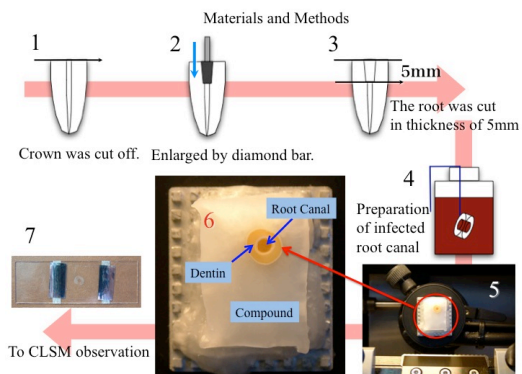 Materials and Methods
1
2
3
5mm
Crown was cut off.
Enlarged by diamond bar.
The root was cut
in thickness of 5mm
4
Preparation
of infected
root canal
5
6
Root Canal
Dentin
Compound
7
To CLSM observation